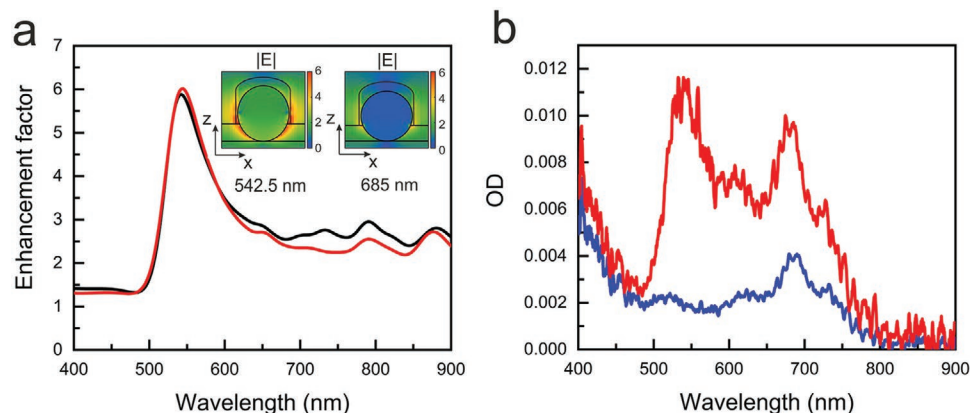 a
Enhancement factor
7
6
5
4
3
2
1
0
400 500 600 700 800 900
Wavelength (nm)
|E|
6
4
2
0
z
x
542.5 nm
|E|
6
4
2
0
z
x
685 nm
b
OD
0.012
0.010
0.008
0.006
0.004
0.002
0.000
400 500 600 700 800 900
Wavelength (nm)